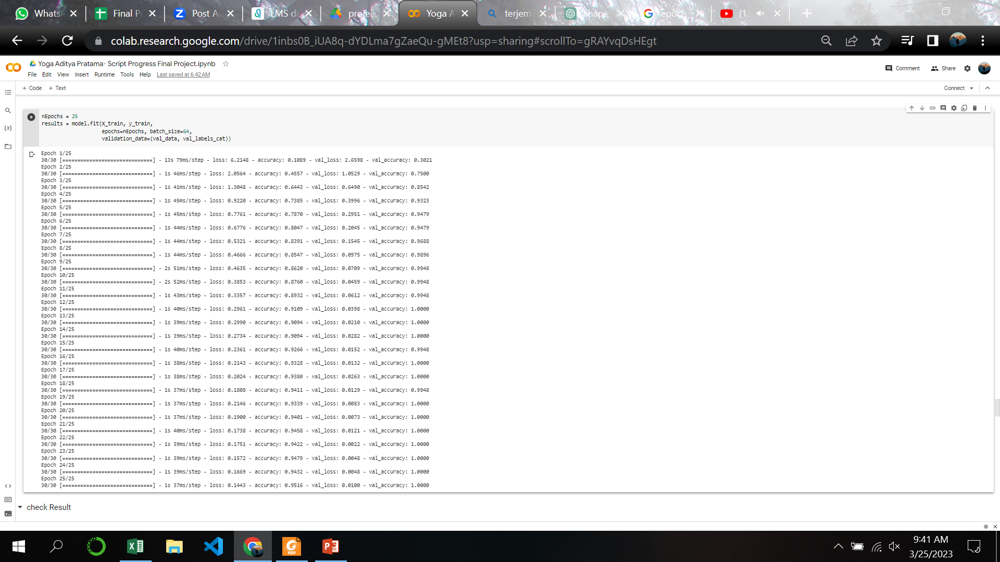 Whats
Final P
Post A
LMS di
projec
Yoga A
terjem
Shape
epoch
(1
colab.research.google.com/drive/1inbs0B_iUA8q-dYDLma7gZaeQu-gMEt8?usp=sharing#scrollTo=gRAYvqDsHEgt
Yoga Aditya Pratama- Script Progress Final Project.ipynb
File Edit View Insert Runtime Tools Help Last saved at 6:42 AM
Comment Share
+ Code + Text
Connect
nEpochs = 25
results = model.fit(X_train, y_train,
epochs=nEpochs, batch_size=64,
validation_data=(val_data, val_labels_cat))
Epoch 1/25
30/30 [==============================] - 13s 79ms/step - loss: 6.2148 - accuracy: 0.1089 - val_loss: 2.6598 - val_accuracy: 0.3021
Epoch 2/25
30/30 [==============================] - 1s 46ms/step - loss: 2.0564 - accuracy: 0.4557 - val_loss: 1.0529 - val_accuracy: 0.7500
Epoch 3/25
30/30 [==============================] - 1s 41ms/step - loss: 1.3048 - accuracy: 0.6443 - val_loss: 0.6490 - val_accuracy: 0.8542
Epoch 4/25
30/30 [==============================] - 1s 45ms/step - loss: 0.9220 - accuracy: 0.7385 - val_loss: 0.3996 - val_accuracy: 0.9323
Epoch 5/25
30/30 [==============================] - 1s 45ms/step - loss: 0.7761 - accuracy: 0.7870 - val_loss: 0.2951 - val_accuracy: 0.9479
Epoch 6/25
30/30 [==============================] - 1s 44ms/step - loss: 0.6776 - accuracy: 0.8047 - val_loss: 0.2045 - val_accuracy: 0.9479
Epoch 7/25
30/30 [==============================] - 1s 44ms/step - loss: 0.5321 - accuracy: 0.8391 - val_loss: 0.1545 - val_accuracy: 0.9688
Epoch 8/25
30/30 [==============================] - 1s 44ms/step - loss: 0.4666 - accuracy: 0.8547 - val_loss: 0.0975 - val_accuracy: 0.9896
Epoch 9/25
30/30 [==============================] - 2s 51ms/step - loss: 0.4635 - accuracy: 0.8620 - val_loss: 0.0709 - val_accuracy: 0.9948
Epoch 10/25
30/30 [==============================] - 2s 52ms/step - loss: 0.3853 - accuracy: 0.8760 - val_loss: 0.0459 - val_accuracy: 0.9948
Epoch 11/25
30/30 [==============================] - 1s 43ms/step - loss: 0.3357 - accuracy: 0.8932 - val_loss: 0.0612 - val_accuracy: 0.9948
Epoch 12/25
30/30 [==============================] - 1s 40ms/step - loss: 0.2961 - accuracy: 0.9109 - val_loss: 0.0398 - val_accuracy: 1.0000
Epoch 13/25
30/30 [==============================] - 1s 39ms/step - loss: 0.2990 - accuracy: 0.9094 - val_loss: 0.0210 - val_accuracy: 1.0000
Epoch 14/25
30/30 [==============================] - 1s 39ms/step - loss: 0.2734 - accuracy: 0.9094 - val_loss: 0.0282 - val_accuracy: 1.0000
Epoch 15/25
30/30 [==============================] - 1s 40ms/step - loss: 0.2361 - accuracy: 0.9266 - val_loss: 0.0152 - val_accuracy: 0.9948
Epoch 16/25
30/30 [==============================] - 1s 38ms/step - loss: 0.2143 - accuracy: 0.9328 - val_loss: 0.0132 - val_accuracy: 1.0000
Epoch 17/25
30/30 [==============================] - 1s 38ms/step - loss: 0.2024 - accuracy: 0.9380 - val_loss: 0.0263 - val_accuracy: 1.0000
Epoch 18/25
30/30 [==============================] - 1s 37ms/step - loss: 0.1808 - accuracy: 0.9411 - val_loss: 0.0129 - val_accuracy: 0.9948
Epoch 19/25
30/30 [==============================] - 1s 37ms/step - loss: 0.2146 - accuracy: 0.9339 - val_loss: 0.0083 - val_accuracy: 1.0000
Epoch 20/25
30/30 [==============================] - 1s 37ms/step - loss: 0.1900 - accuracy: 0.9401 - val_loss: 0.0073 - val_accuracy: 1.0000
Epoch 21/25
30/30 [==============================] - 1s 40ms/step - loss: 0.1738 - accuracy: 0.9458 - val_loss: 0.0121 - val_accuracy: 1.0000
Epoch 22/25
30/30 [==============================] - 1s 39ms/step - loss: 0.1751 - accuracy: 0.9422 - val_loss: 0.0022 - val_accuracy: 1.0000
Epoch 23/25
30/30 [==============================] - 1s 39ms/step - loss: 0.1572 - accuracy: 0.9479 - val_loss: 0.0048 - val_accuracy: 1.0000
Epoch 24/25
30/30 [==============================] - 1s 39ms/step - loss: 0.1669 - accuracy: 0.9432 - val_loss: 0.0048 - val_accuracy: 1.0000
Epoch 25/25
30/30 [==============================] - 1s 37ms/step - loss: 0.1443 - accuracy: 0.9516 - val_loss: 0.0100 - val_accuracy: 1.0000
check Result
9:41 AM
3/25/2023